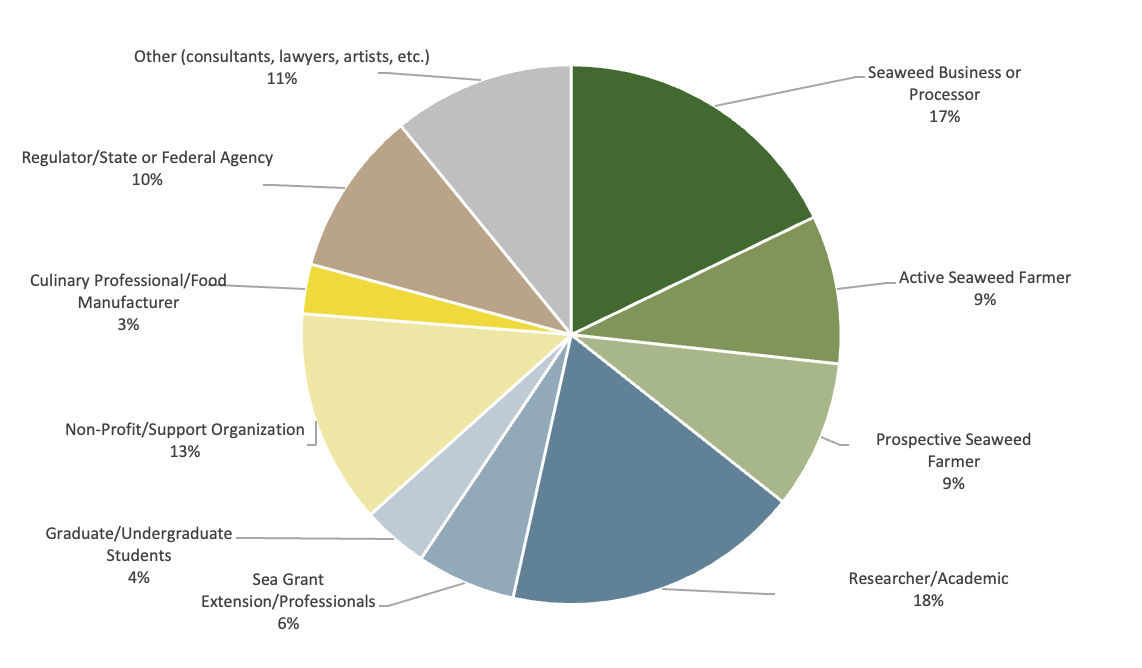 Other (consultants, lawyers, artists, etc.)
11%
Seaweed Business or
Processor
17%
Regulator/State or Federal Agency
10%
Culinary Professional/Food
Manufacturer
3%
Active Seaweed Farmer
9%
Non-Profit/Support Organization
13%
Prospective Seaweed
Farmer
9%
Graduate/Undergraduate
Students
4%
Sea Grant
Extension/Professionals
6%
Researcher/Academic
18%